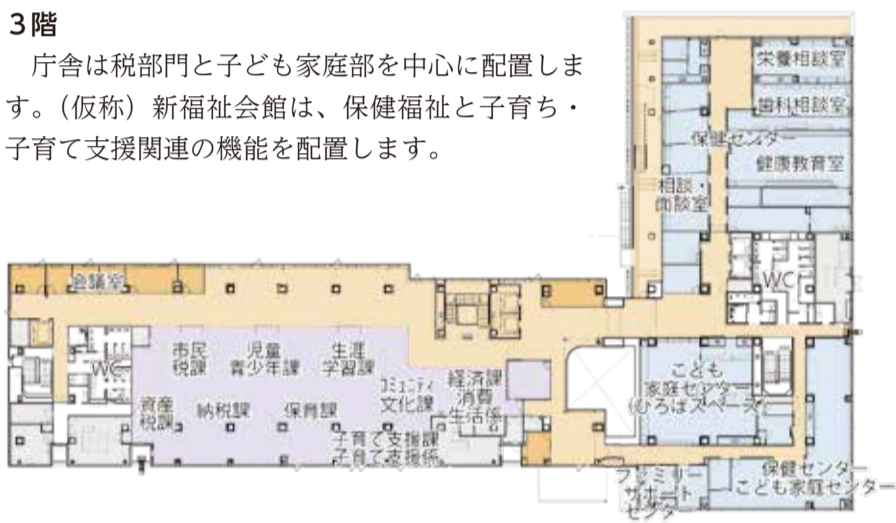 3階
　庁舎は税部門と子ども家庭部を中心に配置しま
す。（仮称）新福祉会館は、保健福祉と子育ち・
子育て支援関連の機能を配置します。
栄養相談室
歯科相談室
保健センター
健康教育室
相談・
面談室
WC
会議室
WC
市民
税課
児童
青少年課
生涯
学習課
コミュニティ
文化課
経済課
消費
生活係
資産
税課
納税課
保育課
子育て支援課
子育て支援係
こども
家庭センター
(ひろばスペース)
ファミリー
サポート
センター
保健センター
こども家庭センター